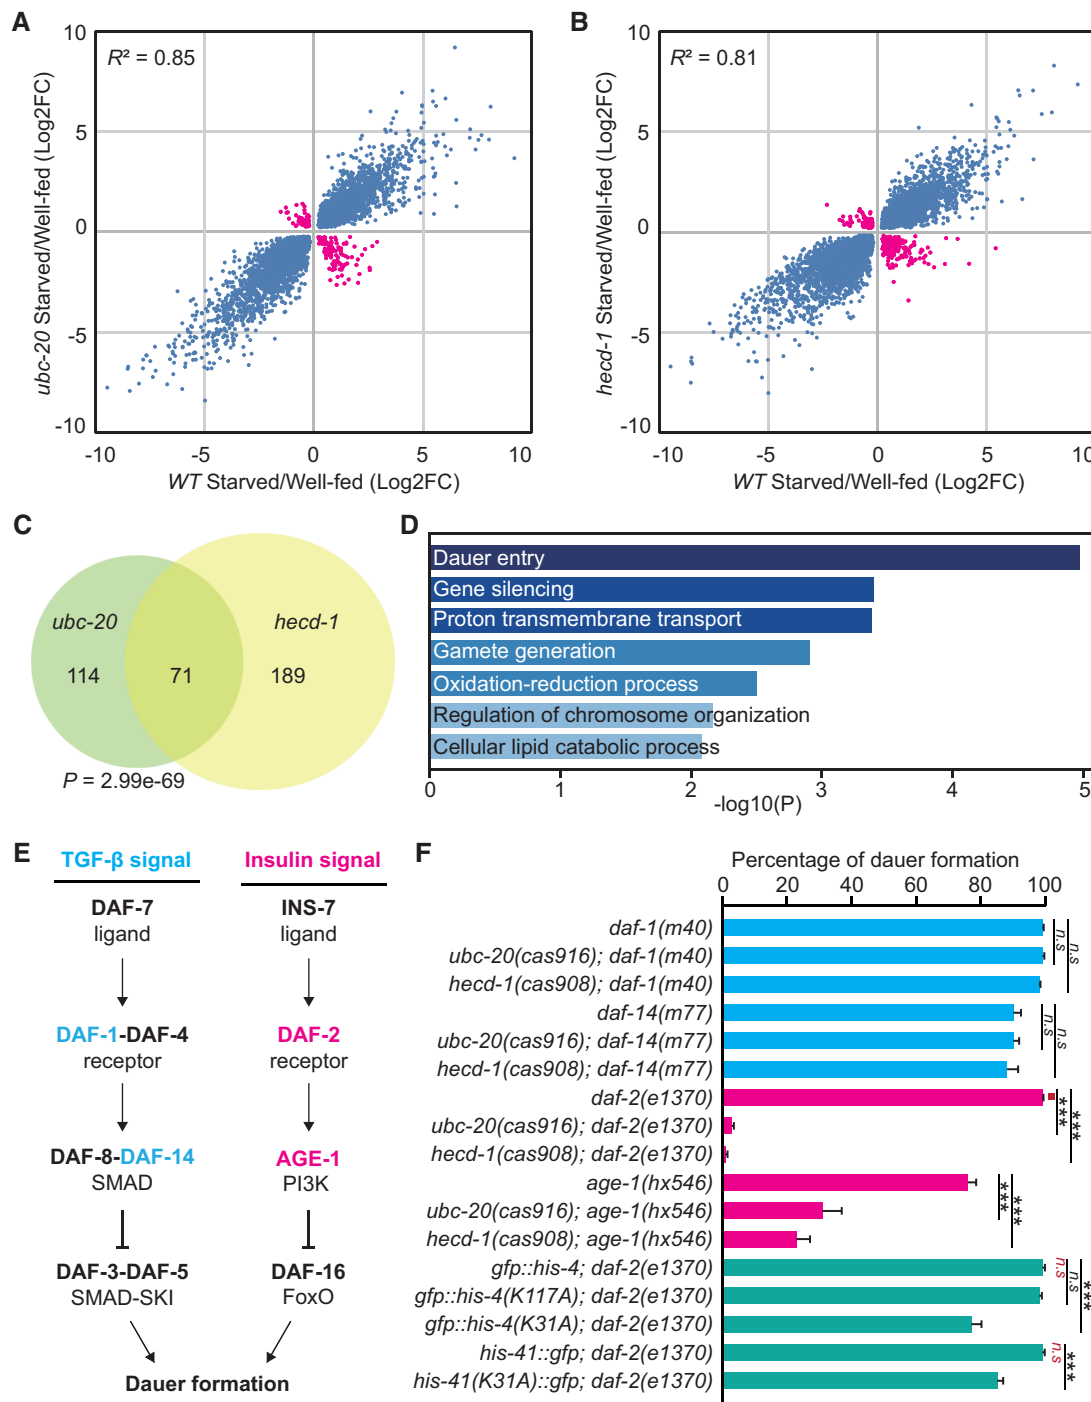 A
R² = 0.85
10
5
0
-5
-10
-10 -5 0 5 10
ubc-20 Starved/Well-fed (Log2FC)
WT Starved/Well-fed (Log2FC)
B
R² = 0.81
10
5
0
-5
-10
-10 -5 0 5 10
hecd-1 Starved/Well-fed (Log2FC)
WT Starved/Well-fed (Log2FC)
C
ubc-20 hecd-1
114 71 189
P = 2.99e-69
D
Dauer entry
Gene silencing
Proton transmembrane transport
Gamete generation
Oxidation-reduction process
Regulation of chromosome organization
Cellular lipid catabolic process
0 1 2 3 4 5
-log10(P)
E
TGF-β signal
DAF-7
ligand
DAF-1-DAF-4
receptor
DAF-8-DAF-14
SMAD
DAF-3-DAF-5
SMAD-SKI
Insulin signal
INS-7
ligand
DAF-2
receptor
AGE-1
PI3K
DAF-16
FoxO
Dauer formation
F
Percentage of dauer formation
0 20 40 60 80 100
daf-1(m40)
ubc-20(cas916); daf-1(m40)
hecd-1(cas908); daf-1(m40)
n.s
n.s
daf-14(m77)
ubc-20(cas916); daf-14(m77)
hecd-1(cas908); daf-14(m77)
n.s
n.s
daf-2(e1370)
ubc-20(cas916); daf-2(e1370)
hecd-1(cas908); daf-2(e1370)
***
***
age-1(hx546)
ubc-20(cas916); age-1(hx546)
hecd-1(cas908); age-1(hx546)
***
***
gfp::his-4; daf-2(e1370)
gfp::his-4(K117A); daf-2(e1370)
gfp::his-4(K31A); daf-2(e1370)
n.s
n.s
***
his-41::gfp; daf-2(e1370)
his-41(K31A)::gfp; daf-2(e1370)
n.s
***